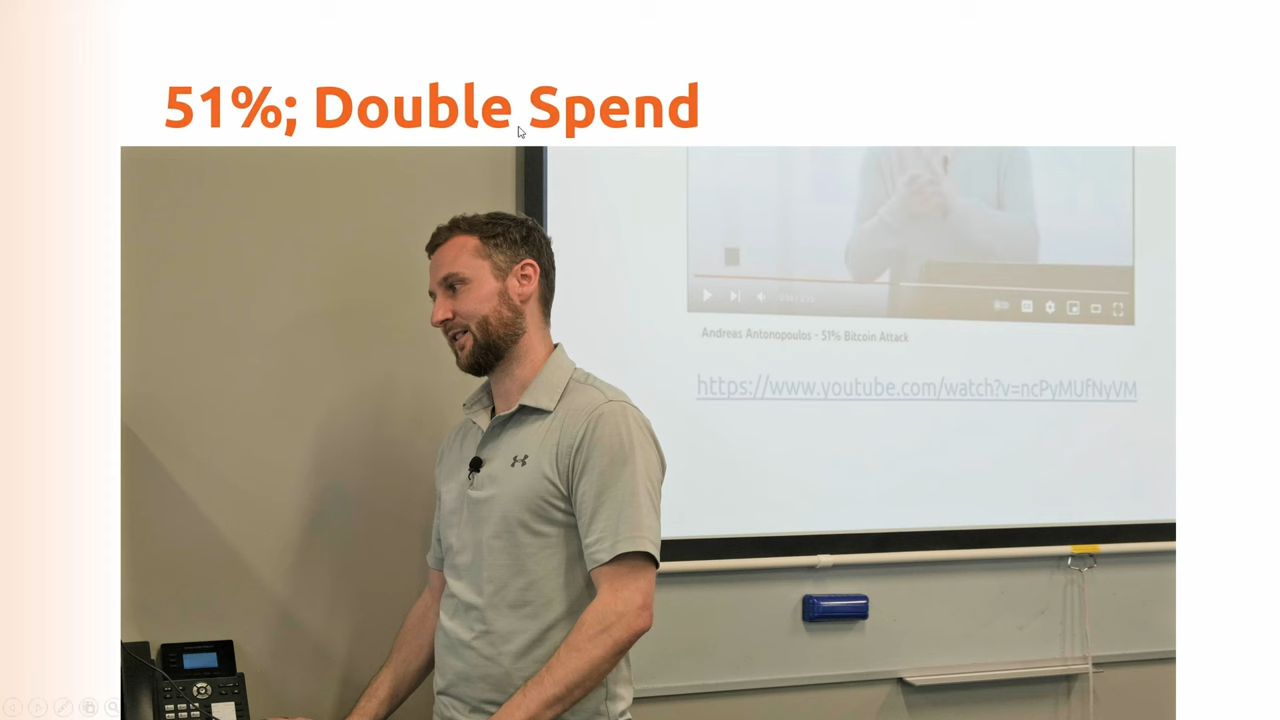 51%; Double Spend
Andreas Antonopoulos - 51% Bitcoin Attack
https://www.youtube.com/watch?v=ncPyMUfNyVM